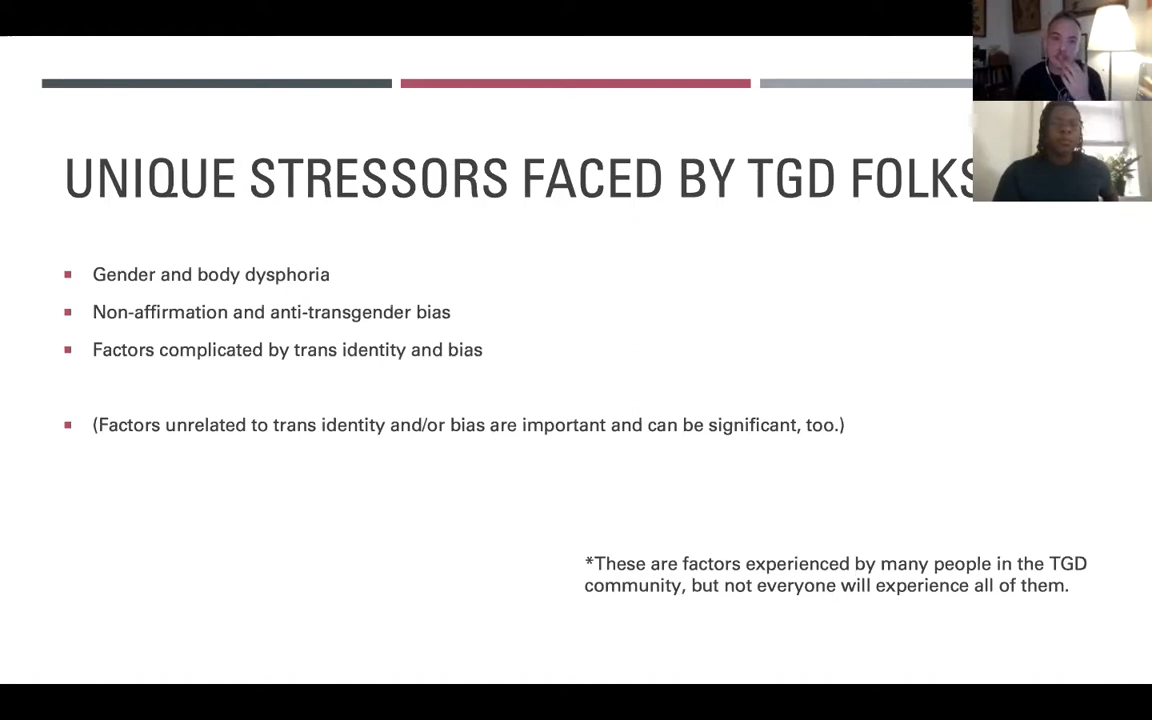 UNIQUE STRESSORS FACED BY TGD FOLKS
Gender and body dysphoria
Non-affirmation and anti-transgender bias
Factors complicated by trans identity and bias
(Factors unrelated to trans identity and/or bias are important and can be significant, too.)
*These are factors experienced by many people in the TGD
community, but not everyone will experience all of them.